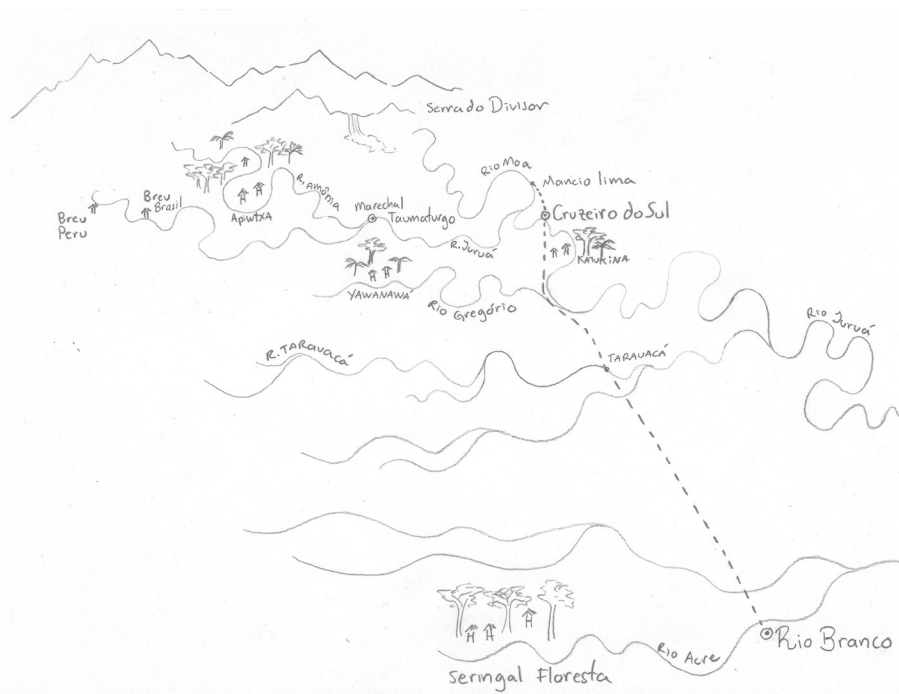 Serra do Divisor
Rio Moa
Mancio lima
R. Amônia
Breu
Brasil
Breu
Peru
Apiwtxa
Marechal
Taumaturgo
Cruzeiro do Sul
R. Juruá
KATUKINA
YAWANAWÁ
Rio Gregório
Rio Juruá
R. TARAUACÁ
TARAUACÁ
Rio Branco
Rio Acre
Seringal Floresta